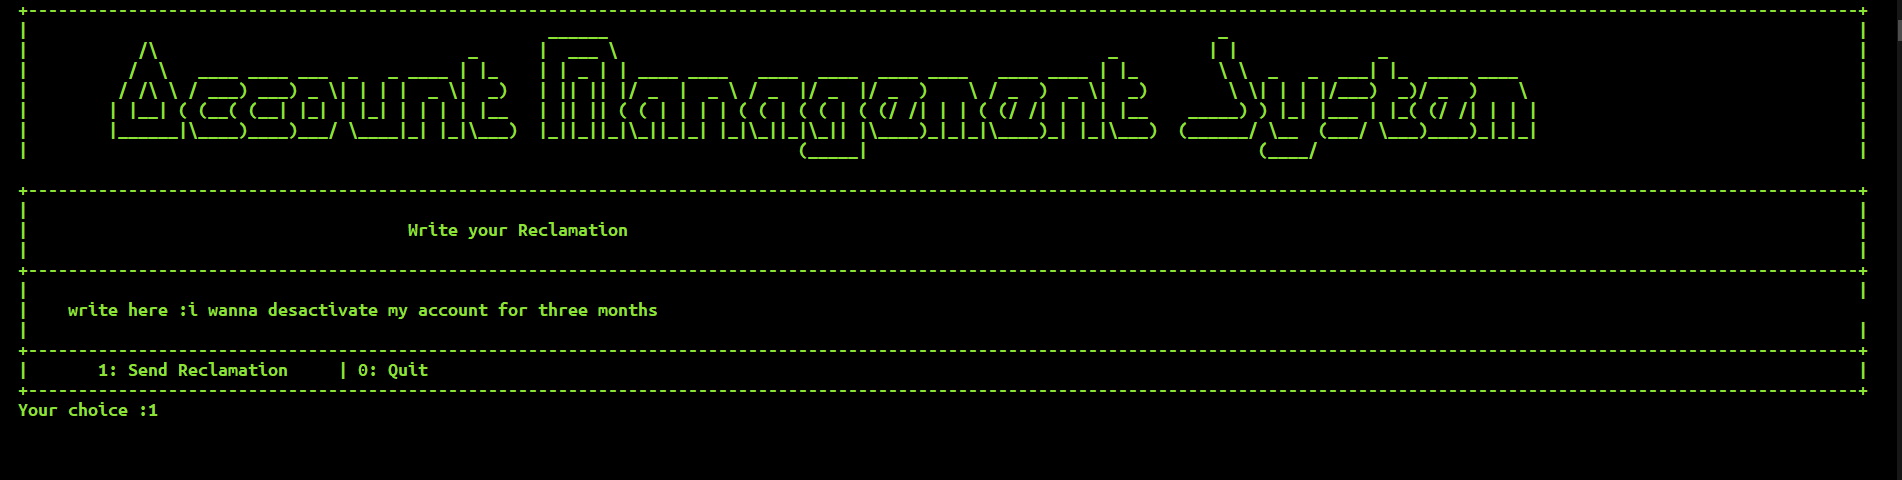 Account Management System
Write your Reclamation
write here :i wanna desactivate my account for three months
1: Send Reclamation | 0: Quit
Your choice :1